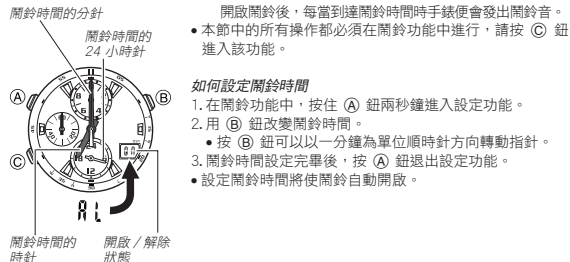 鬧鈴時間的分針
鬧鈴時間的
24 小時針
A
B
C
AL
鬧鈴時間的
時針
開啟 / 解除
狀態
開啟鬧鈴後，每當到達鬧鈴時間時手錶便會發出鬧鈴音。
• 本節中的所有操作都必須在鬧鈴功能中進行，請按 Ⓒ 鈕
進入該功能。
如何設定鬧鈴時間
1. 在鬧鈴功能中，按住 Ⓐ 鈕兩秒鐘進入設定功能。
2. 用 Ⓑ 鈕改變鬧鈴時間。
• 按 Ⓑ 鈕可以以一分鐘為單位順時針方向轉動指針。
3. 鬧鈴時間設定完畢後，按 Ⓐ 鈕退出設定功能。
• 設定鬧鈴時間將使鬧鈴自動開啟。